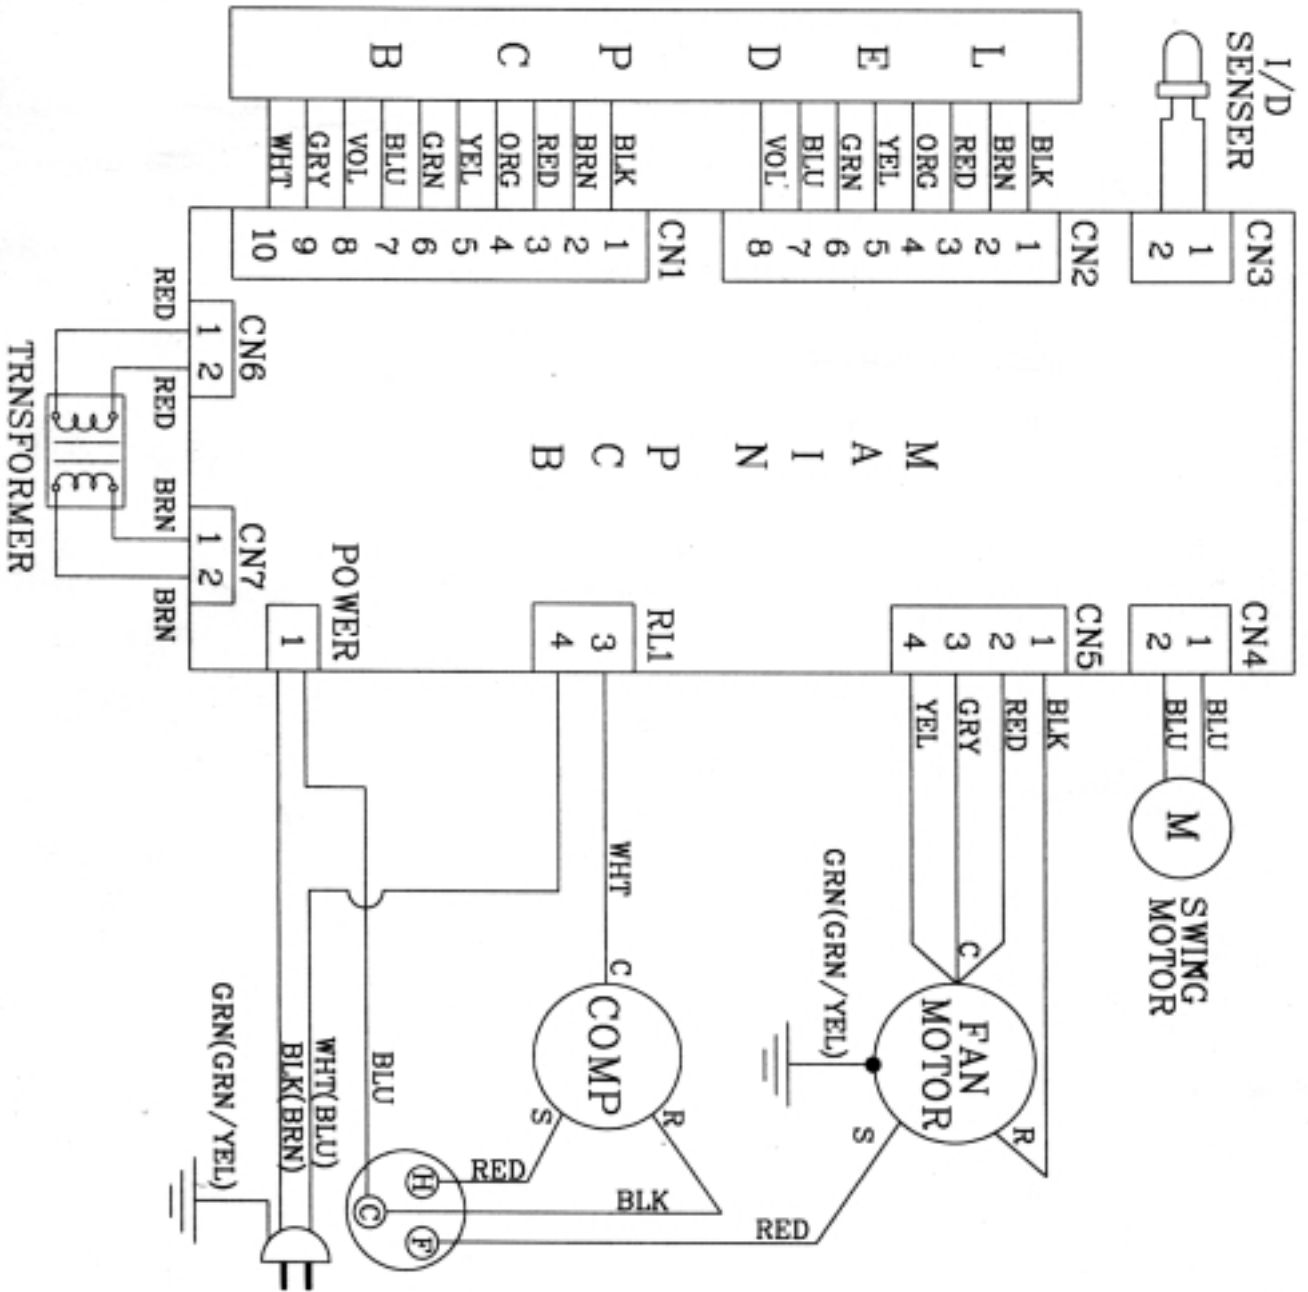 I/D
SENSER
L E D P C B
BLK
BRN
RED
ORG
YEL
GRN
BLU
VOL
BLK
BRN
RED
ORG
YEL
GRN
BLU
VOL
GRY
WHT
CN3
1
2
CN2
1
2
3
4
5
6
7
8
CN1
1
2
3
4
5
6
7
8
9
10
M A I N P C B
RED
CN6
1
2
RED
TRNSFORMER
BRN
CN7
1
2
BRN
CN4
1
2
CN5
1
2
3
4
RL1
3
4
POWER
1
BLU
BLU
M
SWING
MOTOR
BLK
RED
GRY
YEL
C
FAN
MOTOR
R
S
GRN(GRN/YEL)
RED
WHT
C
COMP
R
S
BLK
RED
BLU
H
C
F
WHT(BLU)
BLK(BRN)
GRN(GRN/YEL)